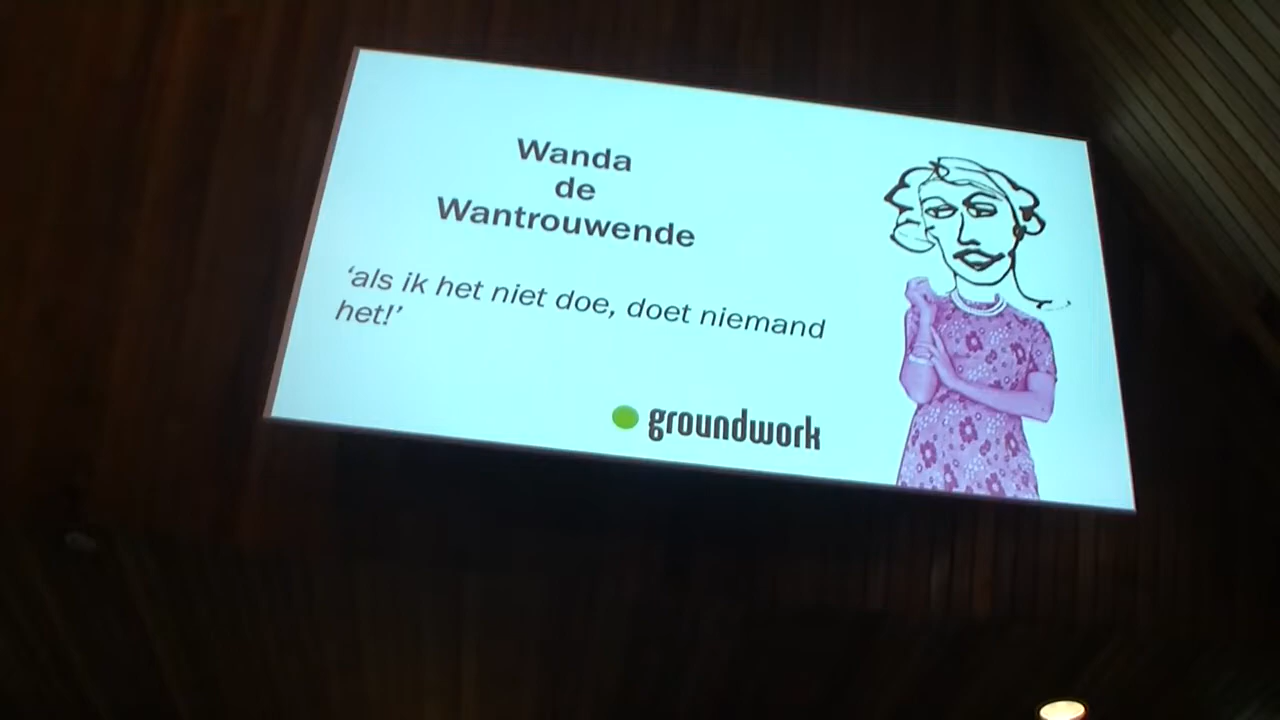 Wanda
de
Wantrouwende
‘als ik het niet doe, doet niemand
het!’
groundwork